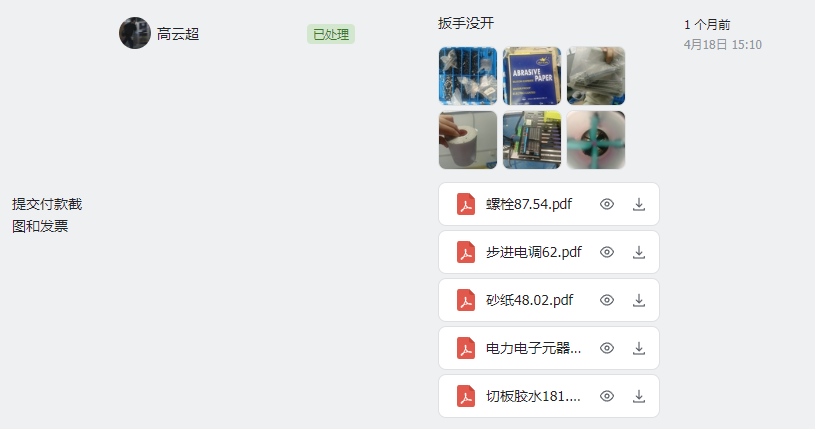 扳手没开
1 个月前
高云超
已处理
4月18日 15:10
ABRASIVE
PAPER
提交付款截
图和发票
螺栓87.54.pdf
步进电调62.pdf
砂纸48.02.pdf
电力电子元器...
切板胶水181....